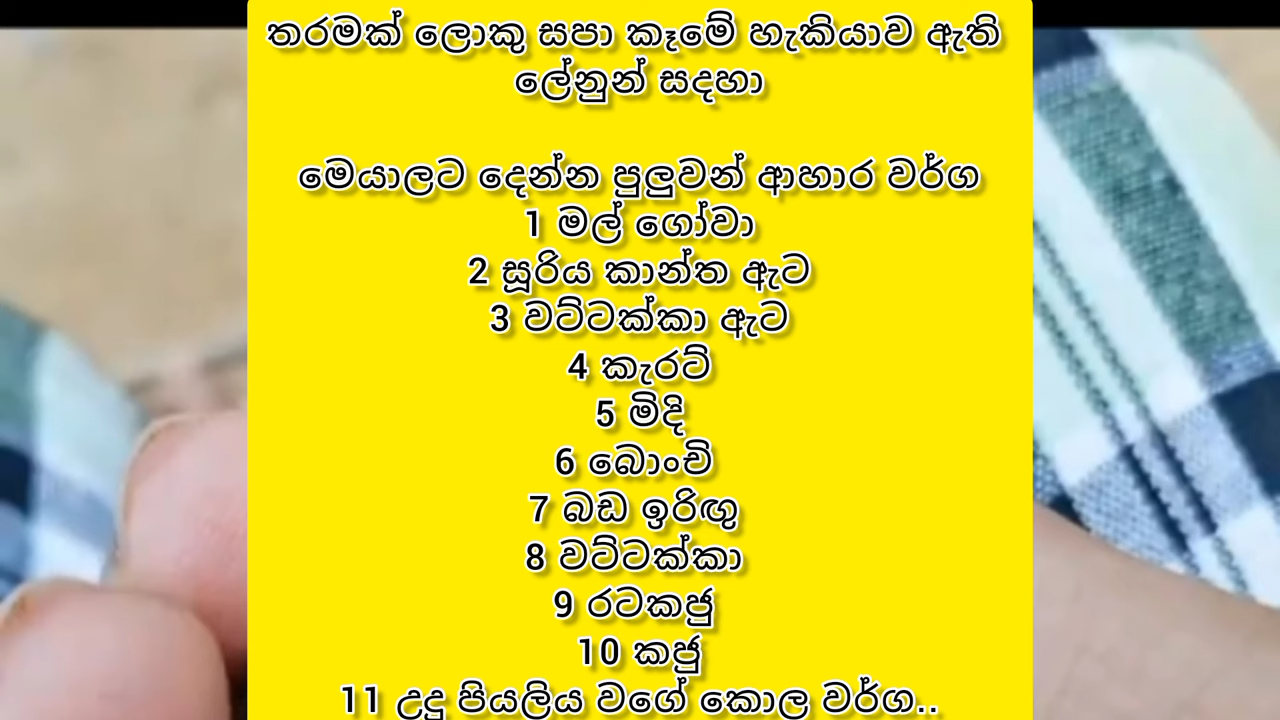 තරමක් ලොකු සපා කෑමේ හැකියාව ඇති
ලේනුන් සදහා
මෙයාලට දෙන්න පුලුවන් ආහාර වර්ග
1 මල් ගෝවා
2 සූරිය කාන්ත ඇට
3 වට්ටක්කා ඇට
4 කැරට්
5 මිදි
6 බොංචි
7 බඩ ඉරිඟු
8 වට්ටක්කා
9 රටකජු
10 කජු
11 උදු පියලිය වගේ කොල වර්ග..